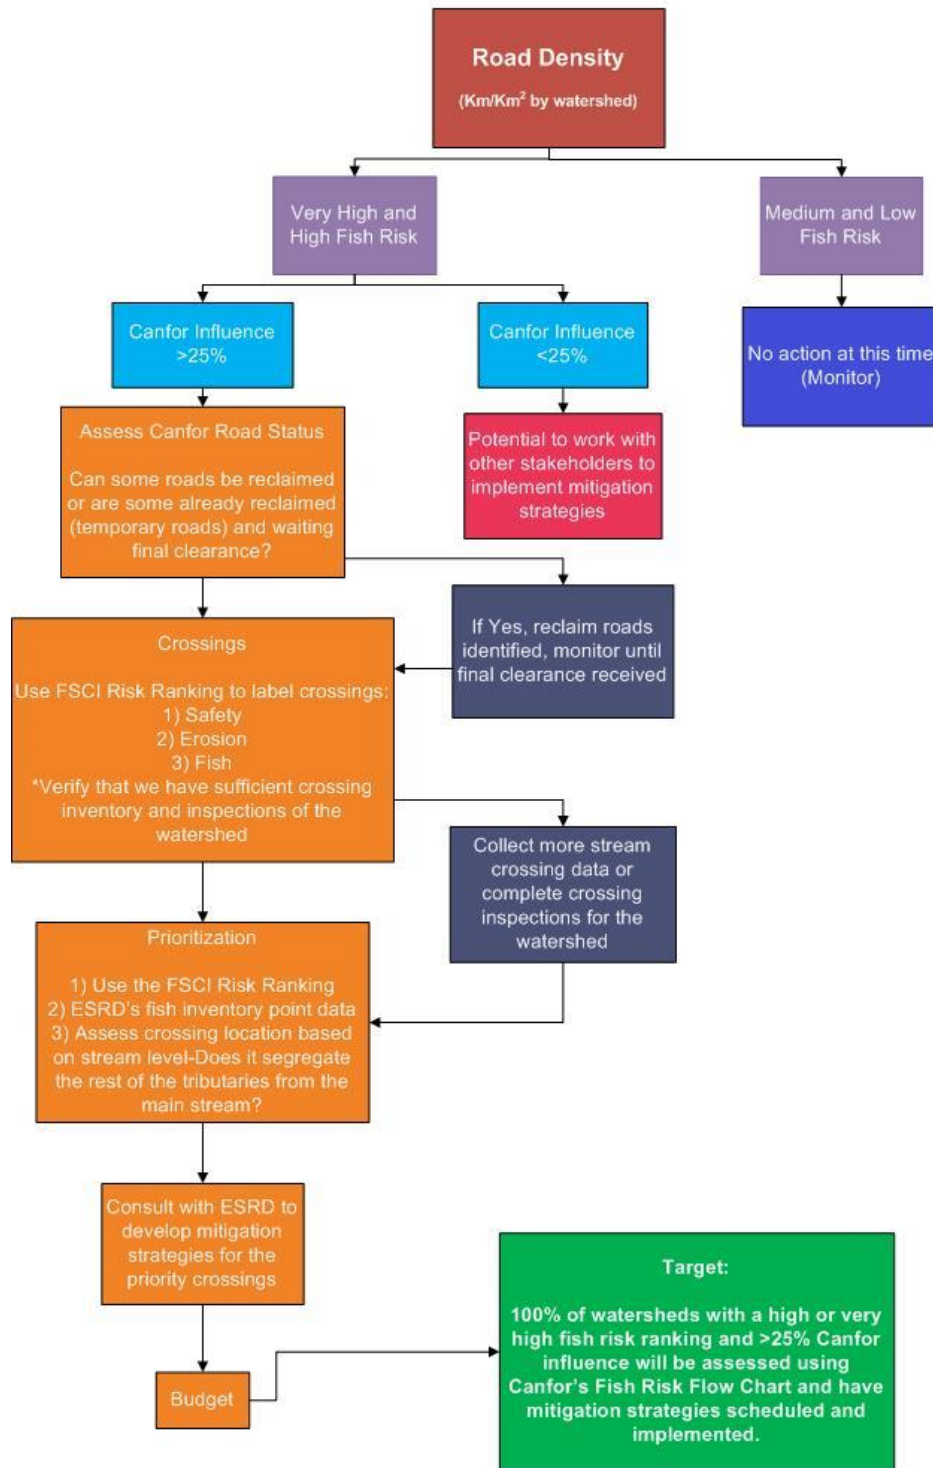 Road Density
(Km/Km² by watershed)
Very High and
High Fish Risk
Medium and Low
Fish Risk
Canfor Influence
>25%
Canfor Influence
<25%
No action at this time
(Monitor)
Assess Canfor Road Status
Can some roads be reclaimed
or are some already reclaimed
(temporary roads) and waiting
final clearance?
Potential to work with
other stakeholders to
implement mitigation
strategies
If Yes, reclaim roads
identified, monitor until
final clearance received
Crossings
Use FSCI Risk Ranking to label crossings:
1) Safety
2) Erosion
3) Fish
*Verify that we have sufficient crossing
inventory and inspections of the
watershed
Collect more stream
crossing data or
complete crossing
inspections for the
watershed
Prioritization
1) Use the FSCI Risk Ranking
2) ESRD's fish inventory point data
3) Assess crossing location based
on stream level-Does it segregate
the rest of the tributaries from the
main stream?
Consult with ESRD to
develop mitigation
strategies for the
priority crossings
Budget
Target:
100% of watersheds with a high or very
high fish risk ranking and >25% Canfor
influence will be assessed using
Canfor's Fish Risk Flow Chart and have
mitigation strategies scheduled and
implemented.